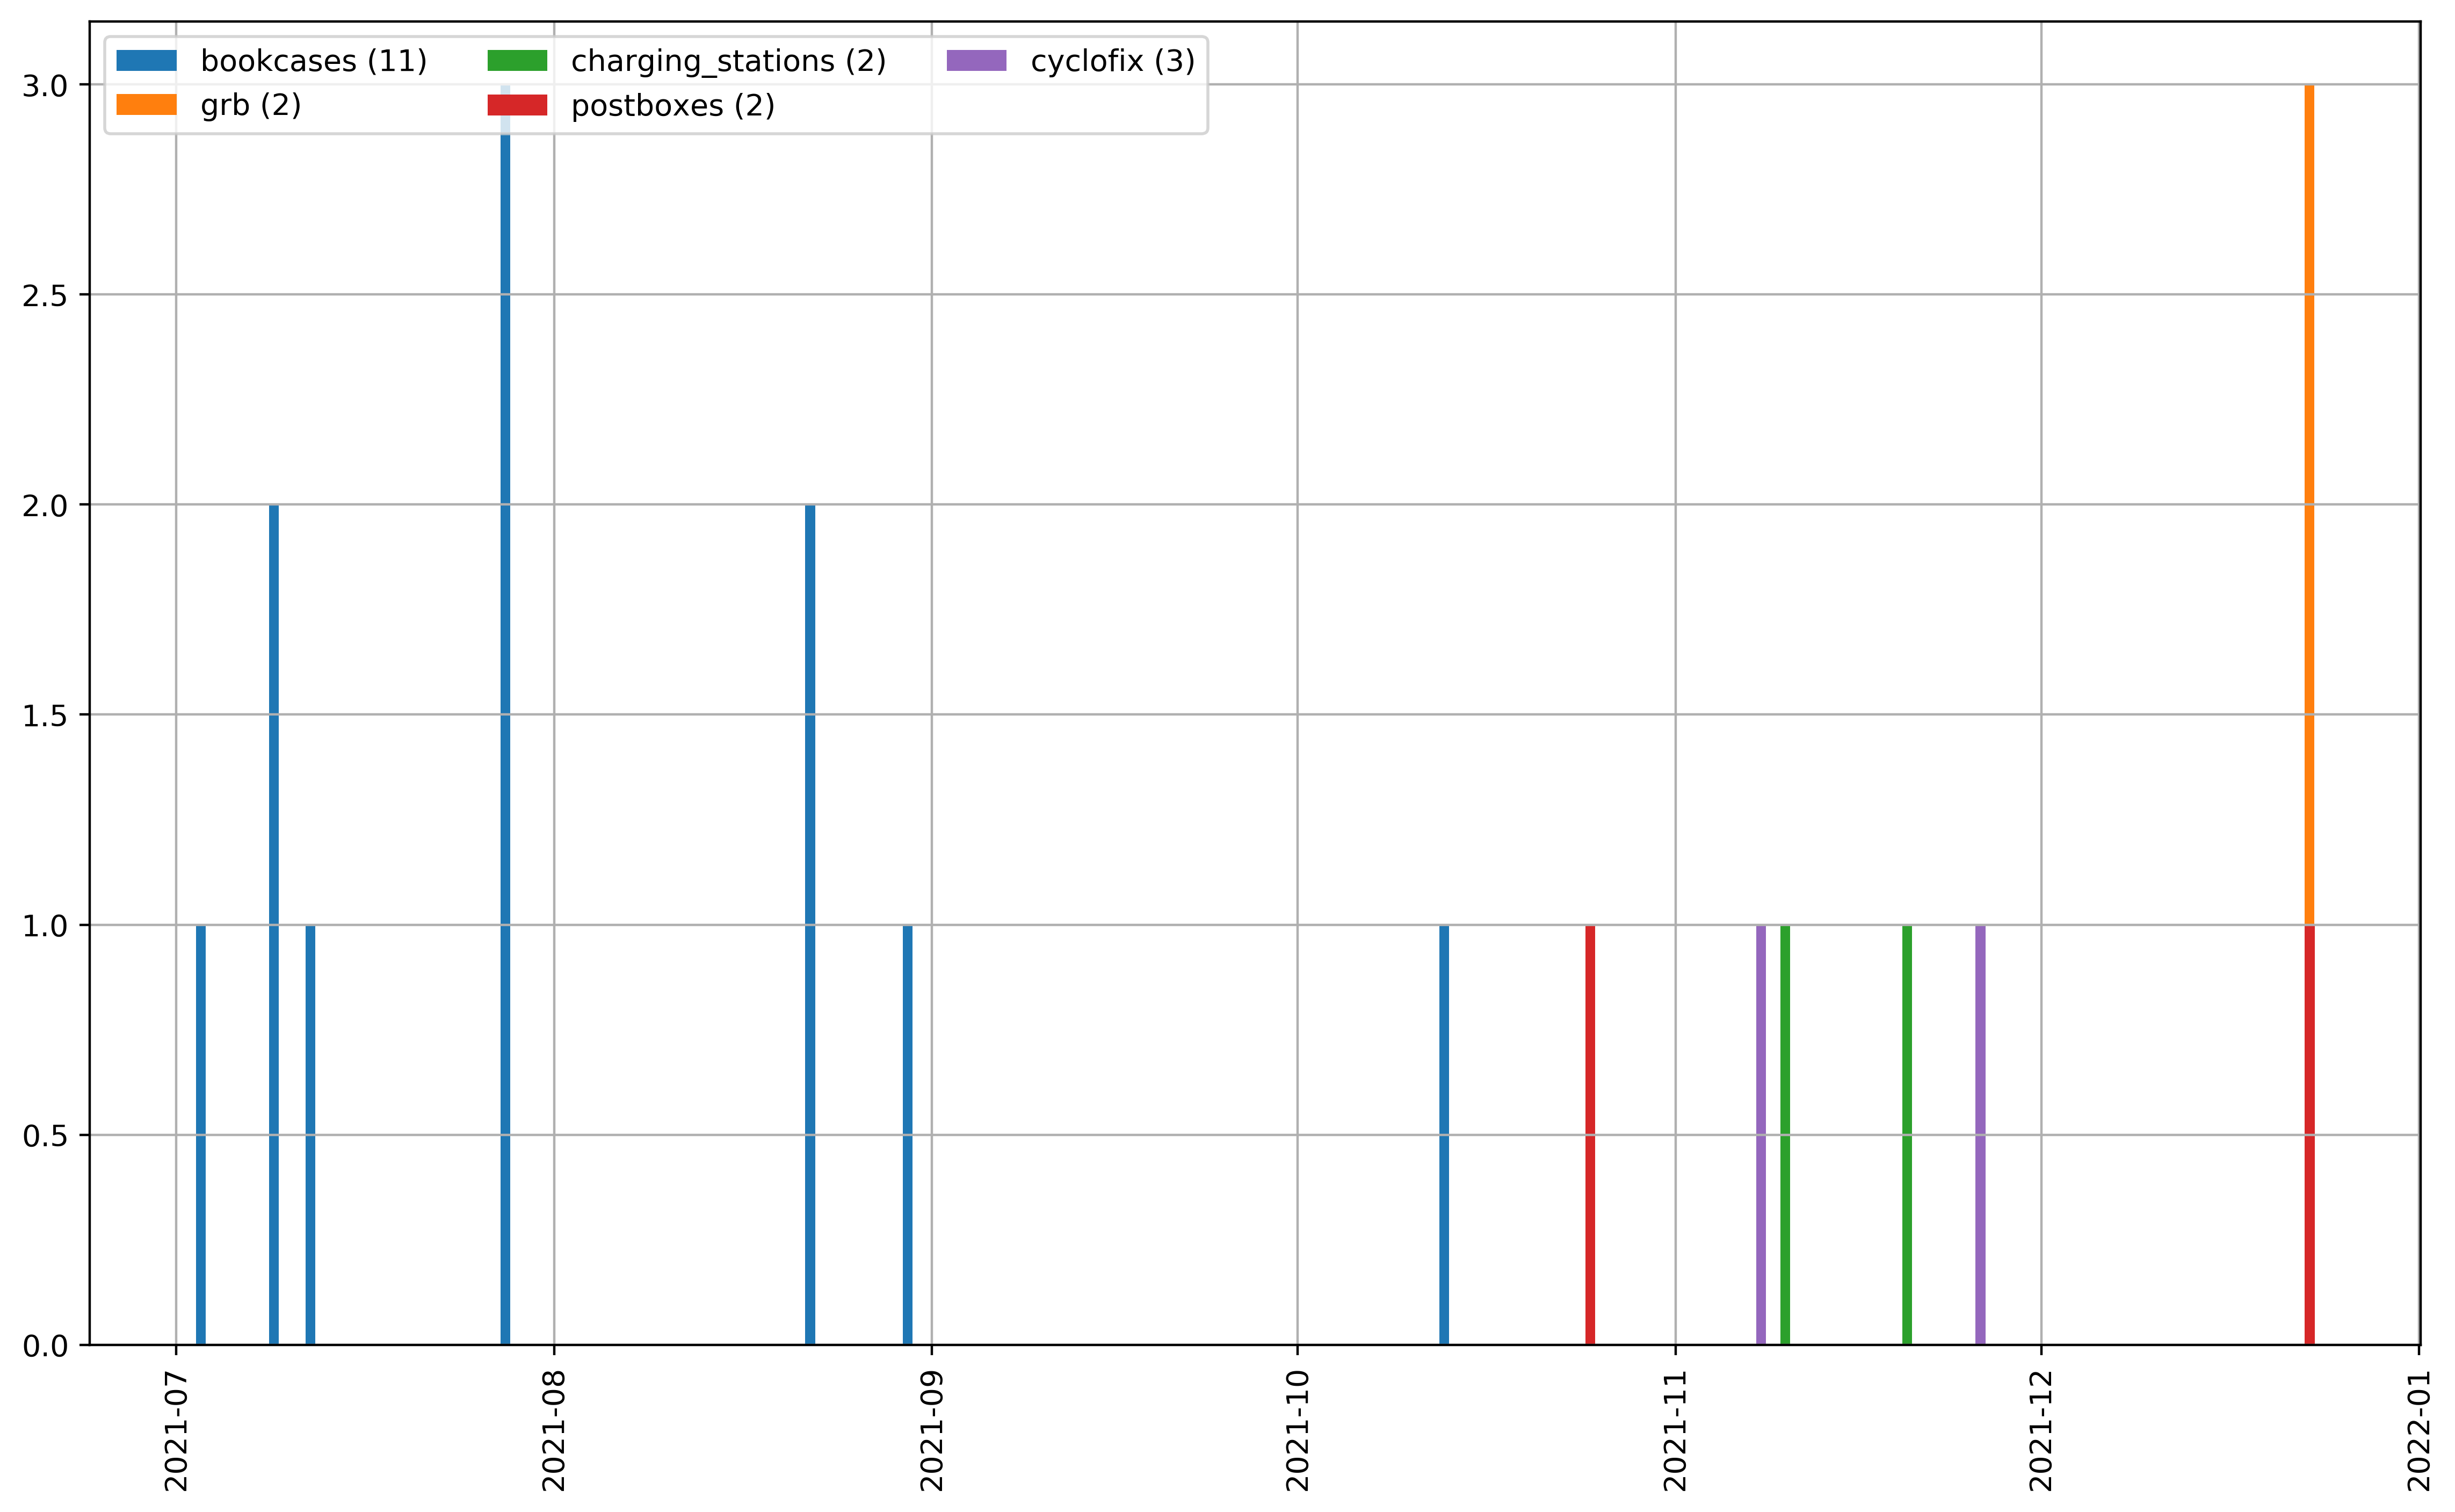 bookcases (11)
grb (2)
charging_stations (2)
postboxes (2)
cyclofix (3)
3.0
2.5
2.0
1.5
1.0
0.5
0.0
2021-07
2021-08
2021-09
2021-10
2021-11
2021-12
2022-01